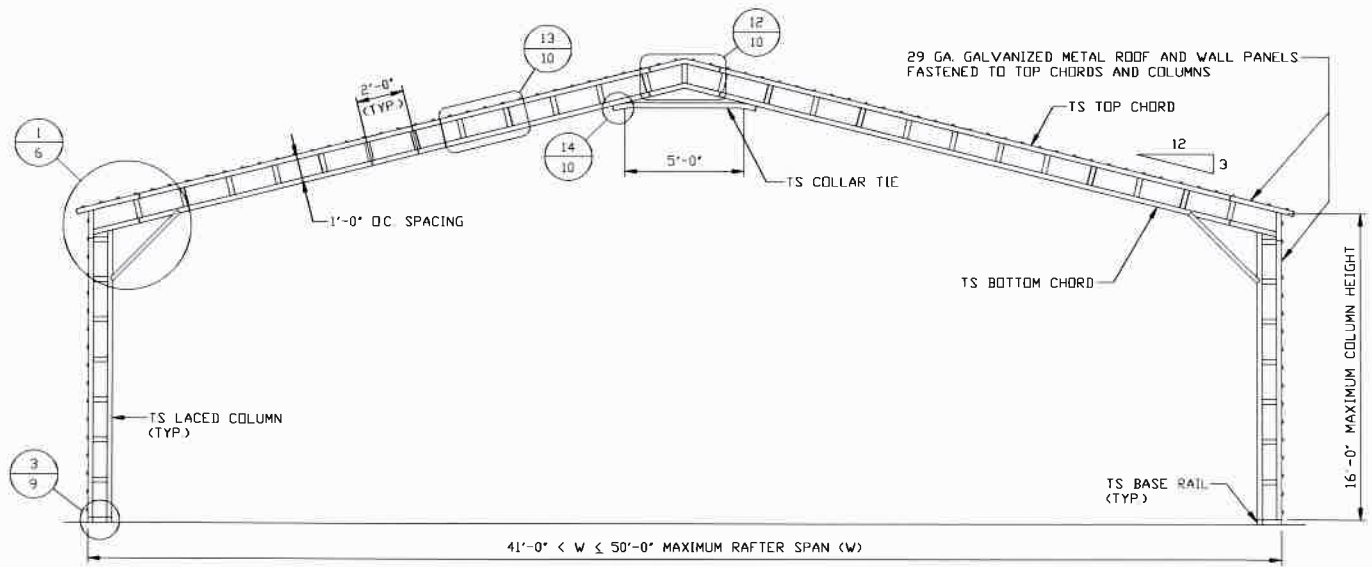 12
10
13
10
29 GA. GALVANIZED METAL ROOF AND WALL PANELS
FASTENED TO TOP CHORDS AND COLUMNS
2'-0"
(TYP.)
TS TOP CHORD
1
6
14
10
12
3
5'-0"
TS COLLAR TIE
1'-0" O.C. SPACING
TS BOTTOM CHORD
16'-0" MAXIMUM COLUMN HEIGHT
TS LACED COLUMN
(TYP.)
3
9
TS BASE RAIL
(TYP.)
41'-0" < W ≤ 50'-0" MAXIMUM RAFTER SPAN (W)